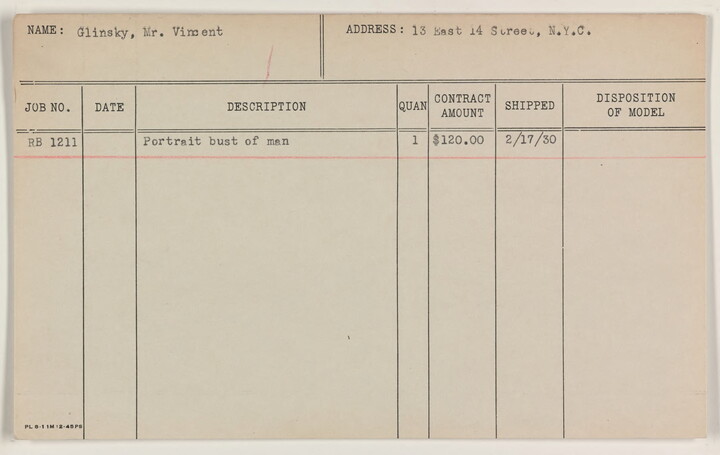 NAME: Glinsky, Mr. Vincent ADDRESS: 13 East 14 Street, N.Y.C.
JOB NO. DATE DESCRIPTION QUAN CONTRACT AMOUNT SHIPPED DISPOSITION OF MODEL
RB 1211 Portrait bust of man 1 $120.00 2/17/30